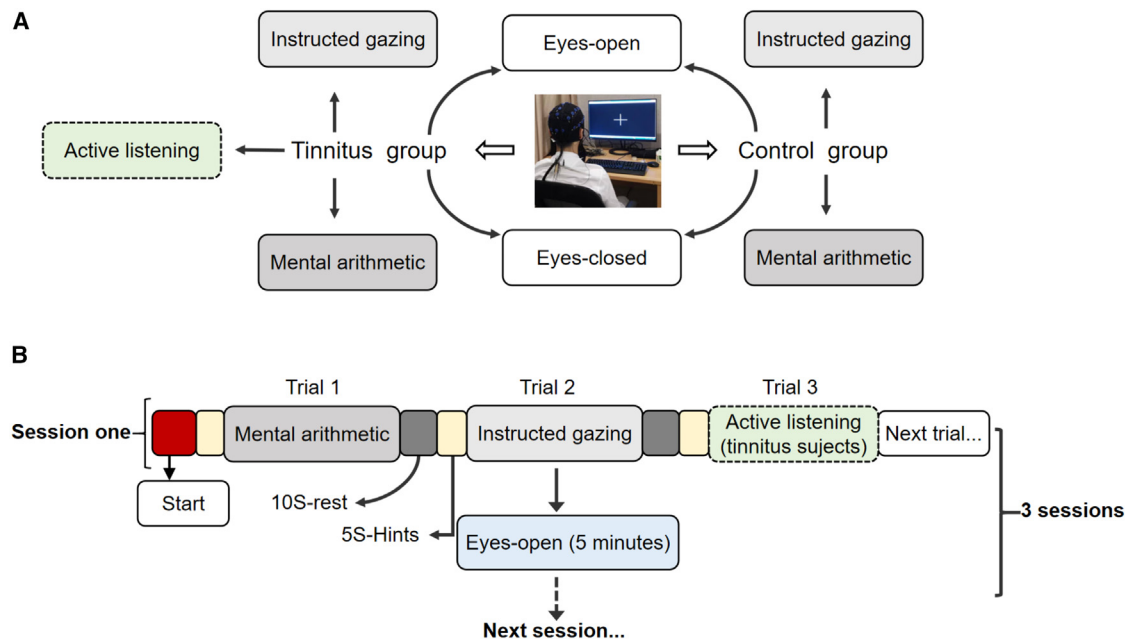 A
Instructed gazing
Eyes-open
Instructed gazing
Active listening
Tinnitus group
Control group
Mental arithmetic
Eyes-closed
Mental arithmetic
B
Trial 1
Trial 2
Trial 3
Session one
Mental arithmetic
Instructed gazing
Active listening
(tinnitus sujects)
Next trial...
Start
10S-rest
5S-Hints
Eyes-open (5 minutes)
3 sessions
Next session...